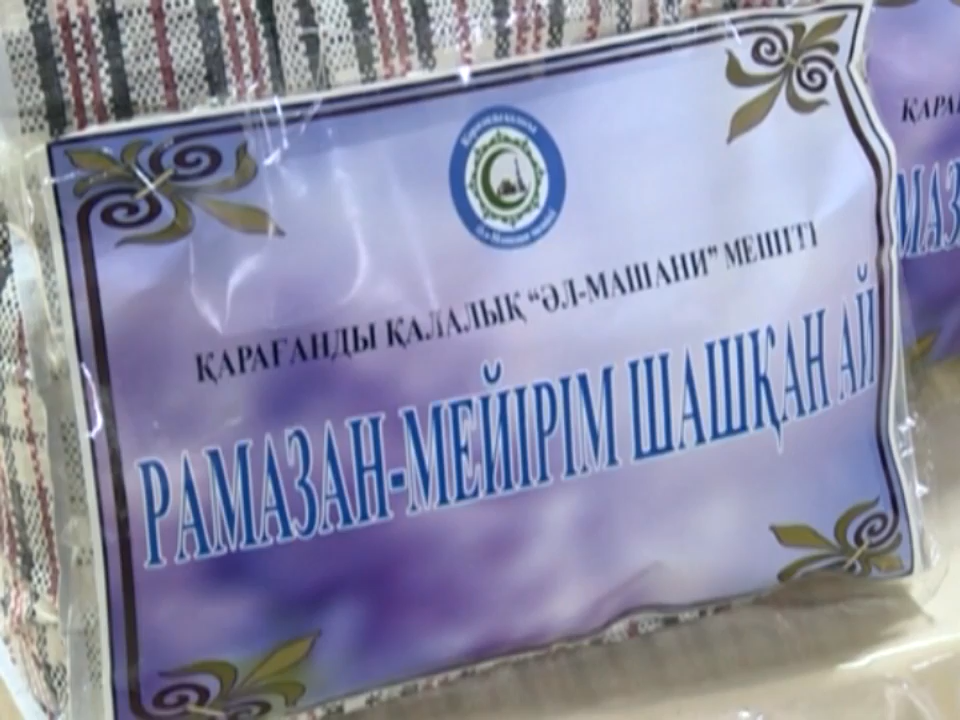 ҚАРАҒАНДЫ ҚАЛАЛЫҚ “ӘЛ-МАШАНИ” МЕШІТІ
РАМАЗАН-МЕЙІРІМ ШАШҚАН АЙ